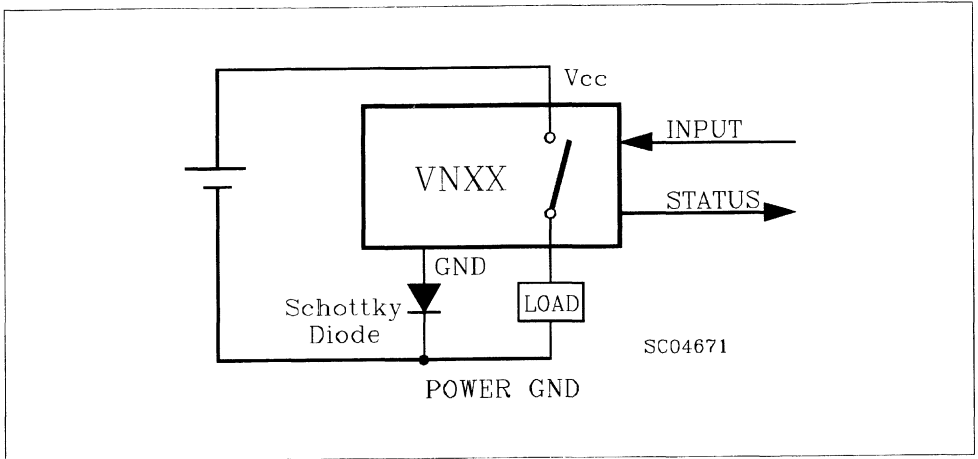 Vcc
INPUT
VNXX
STATUS
GND
Schottky
Diode
LOAD
SC04671
POWER GND